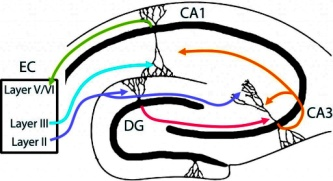 CA1
EC
Layer V/VI
Layer III
Layer II
DG
CA3